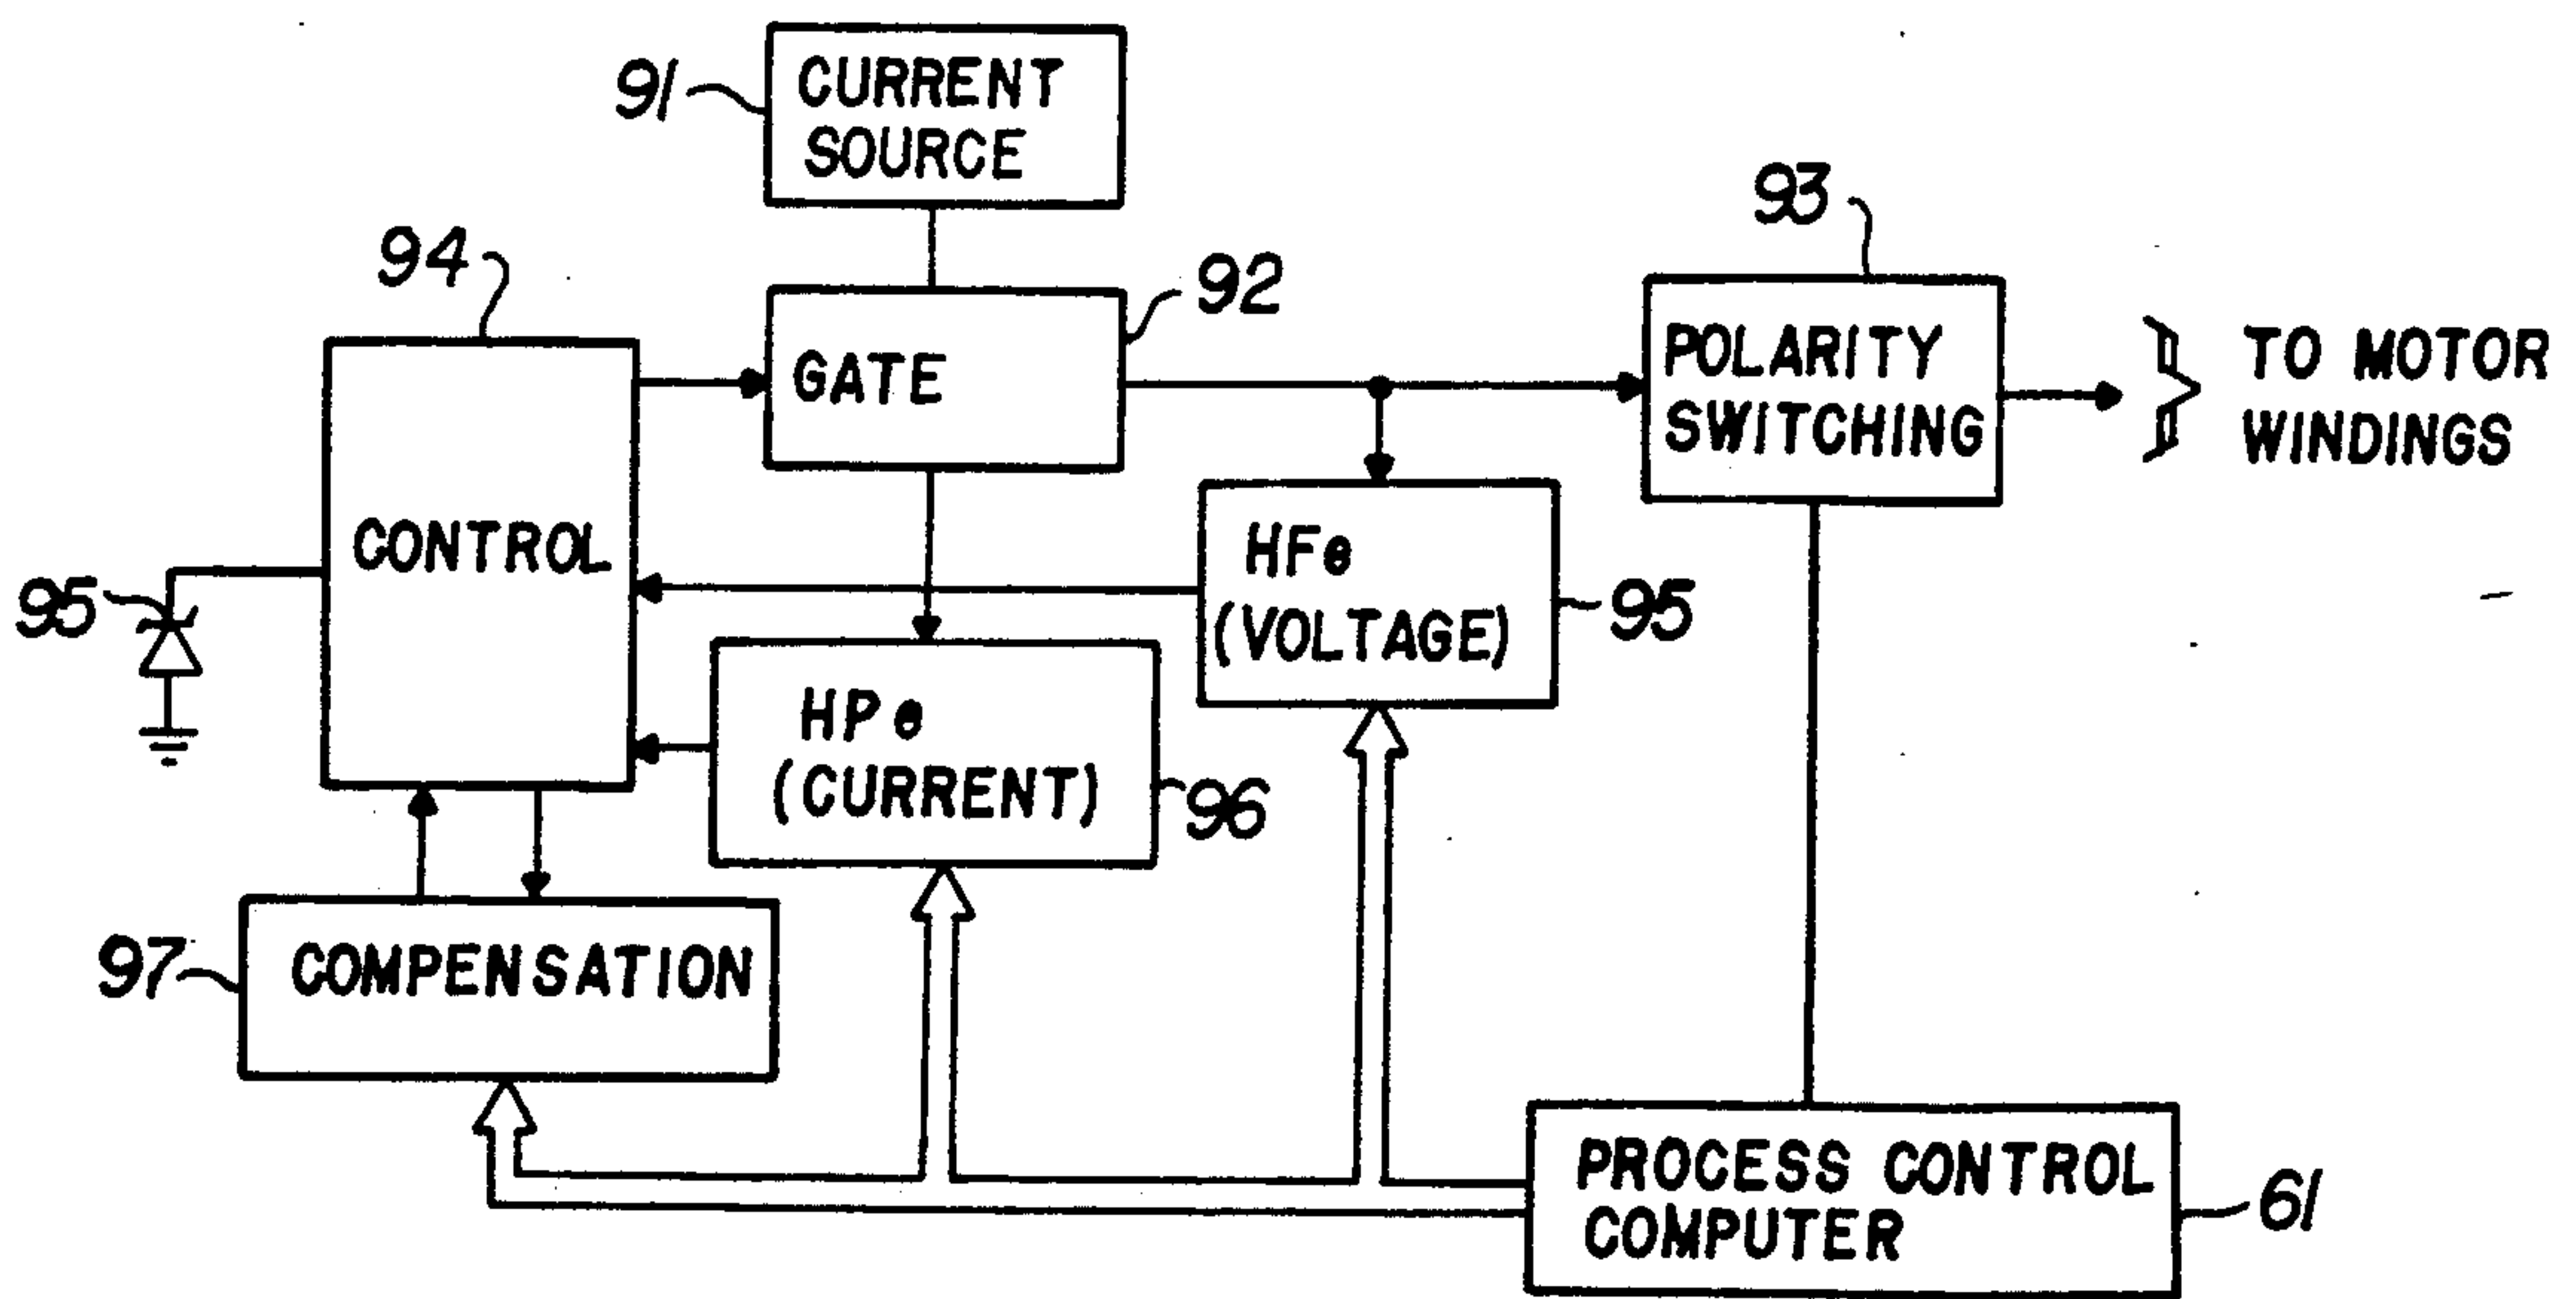 91
CURRENT
SOURCE
94
92
93
GATE
POLARITY
SWITCHING
TO MOTOR
WINDINGS
CONTROL
95
HFe
(VOLTAGE)
95
HPe
(CURRENT)
96
97
COMPENSATION
PROCESS CONTROL
COMPUTER
61